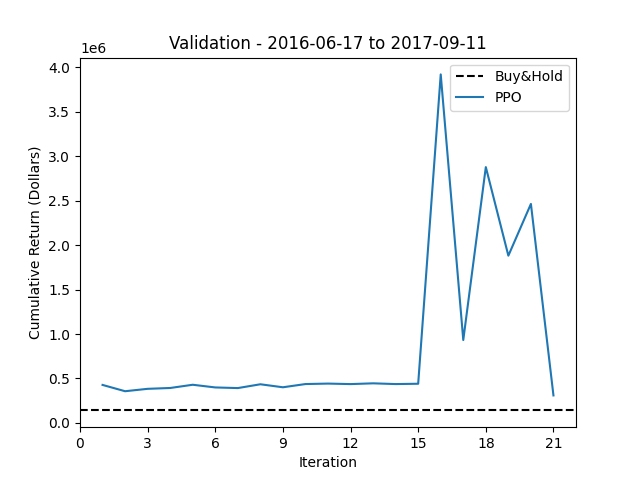 Validation - 2016-06-17 to 2017-09-11
1e6
4.0
3.5
3.0
2.5
2.0
1.5
1.0
0.5
0.0
Cumulative Return (Dollars)
Buy&Hold
PPO
0 3 6 9 12 15 18 21
Iteration